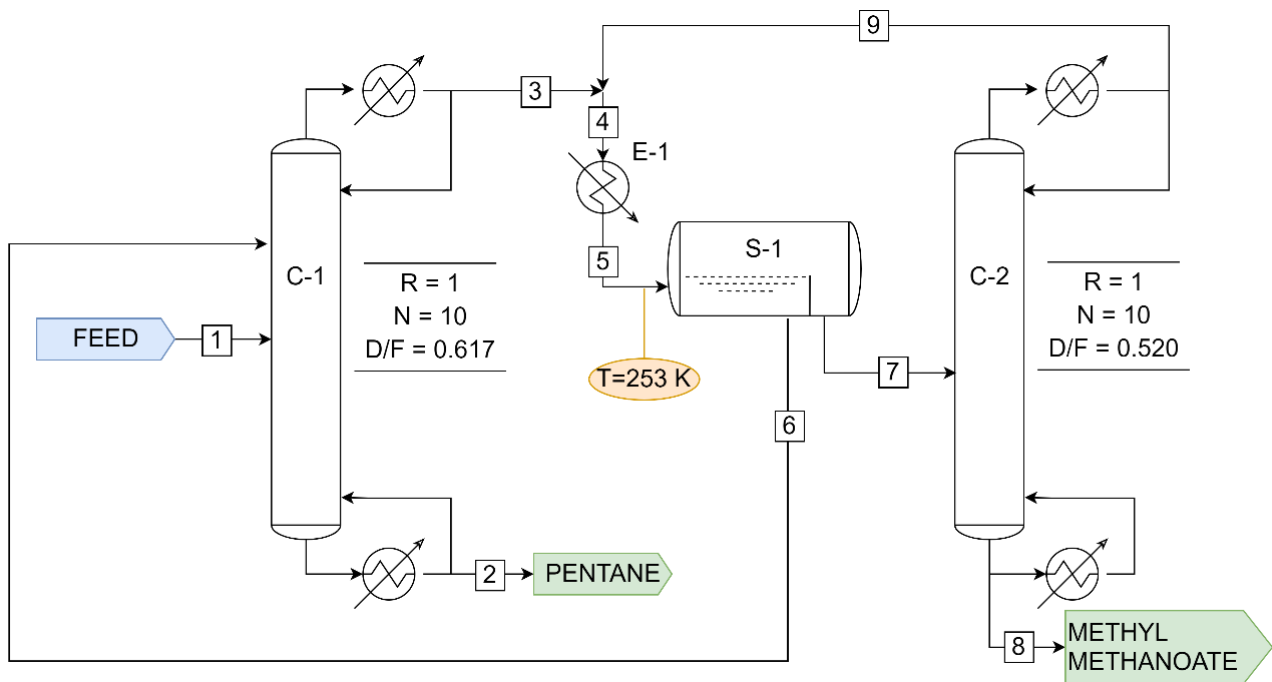 9
3
4
E-1
5
S-1
C-1
R = 1
N = 10
D/F = 0.617
C-2
R = 1
N = 10
D/F = 0.520
FEED
1
T=253 K
7
6
2
PENTANE
8
METHYL
METHANOATE